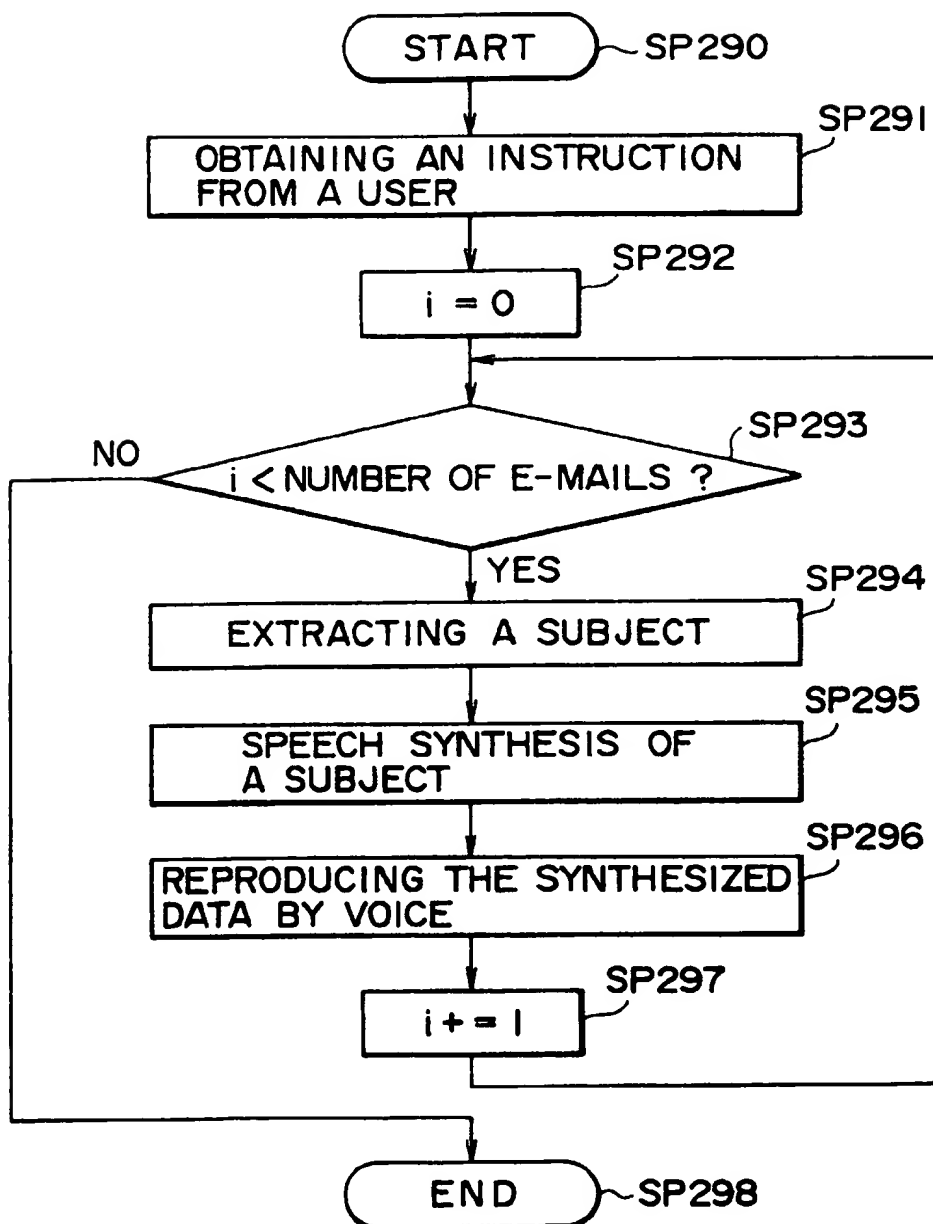 START
SP290
SP291
OBTAINING AN INSTRUCTION
FROM A USER
SP292
i = 0
SP293
NO
i < NUMBER OF E-MAILS ?
YES
SP294
EXTRACTING A SUBJECT
SP295
SPEECH SYNTHESIS OF
A SUBJECT
SP296
REPRODUCING THE SYNTHESIZED
DATA BY VOICE
SP297
i + = 1
END
SP298